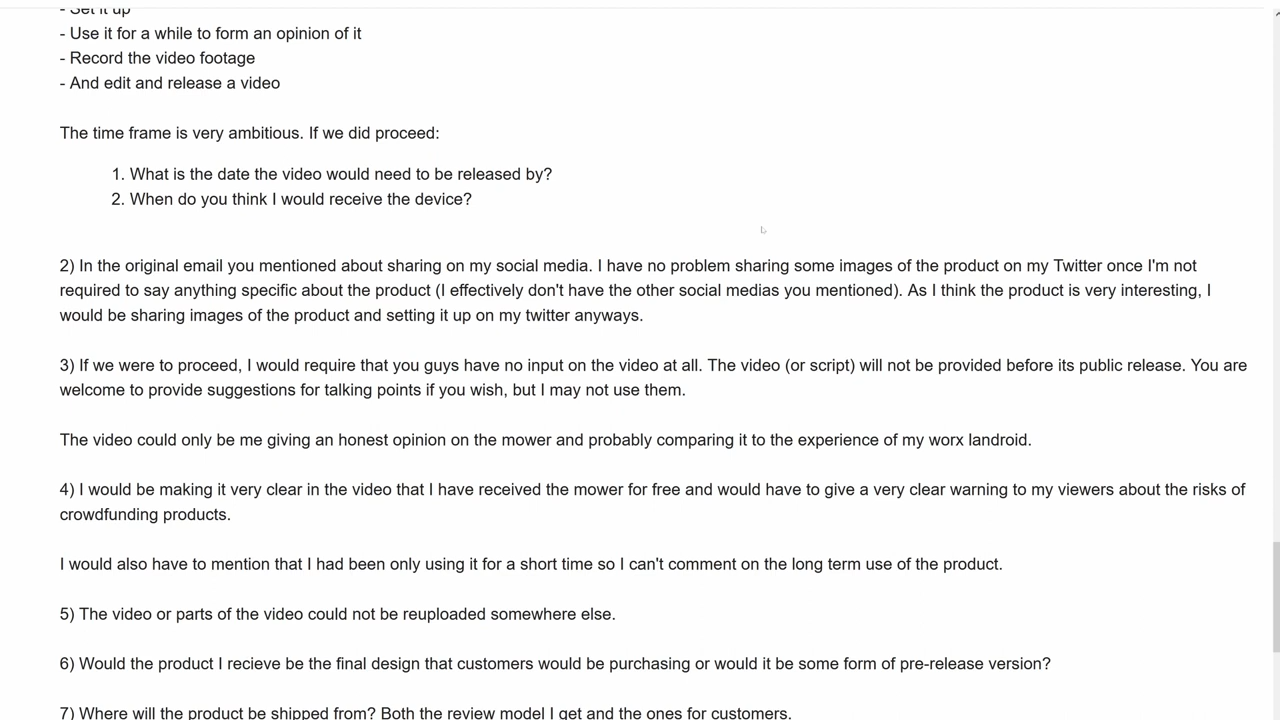 - Set it up
- Use it for a while to form an opinion of it
- Record the video footage
- And edit and release a video
The time frame is very ambitious. If we did proceed:
1. What is the date the video would need to be released by?
2. When do you think I would receive the device?
2) In the original email you mentioned about sharing on my social media. I have no problem sharing some images of the product on my Twitter once I'm not
required to say anything specific about the product (I effectively don't have the other social medias you mentioned). As I think the product is very interesting, I
would be sharing images of the product and setting it up on my twitter anyways.
3) If we were to proceed, I would require that you guys have no input on the video at all. The video (or script) will not be provided before its public release. You are
welcome to provide suggestions for talking points if you wish, but I may not use them.
The video could only be me giving an honest opinion on the mower and probably comparing it to the experience of my worx landroid.
4) I would be making it very clear in the video that I have received the mower for free and would have to give a very clear warning to my viewers about the risks of
crowdfunding products.
I would also have to mention that I had been only using it for a short time so I can't comment on the long term use of the product.
5) The video or parts of the video could not be reuploaded somewhere else.
6) Would the product I recieve be the final design that customers would be purchasing or would it be some form of pre-release version?
7) Where will the product be shipped from? Both the review model I get and the ones for customers.